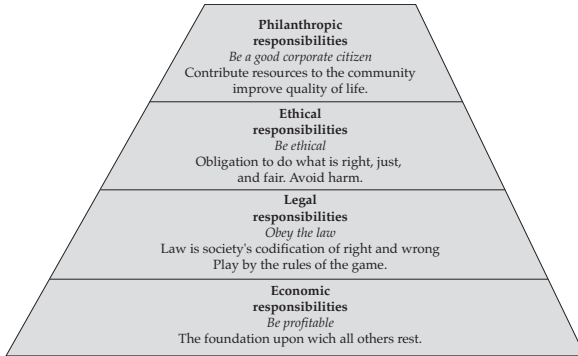 Philanthropic
responsibilities
Be a good corporate citizen
Contribute resources to the community
improve quality of life.
Ethical
responsibilities
Be ethical
Obligation to do what is right, just,
and fair. Avoid harm.
Legal
responsibilities
Obey the law
Law is society's codification of right and wrong
Play by the rules of the game.
Economic
responsibilities
Be profitable
The foundation upon wich all others rest.